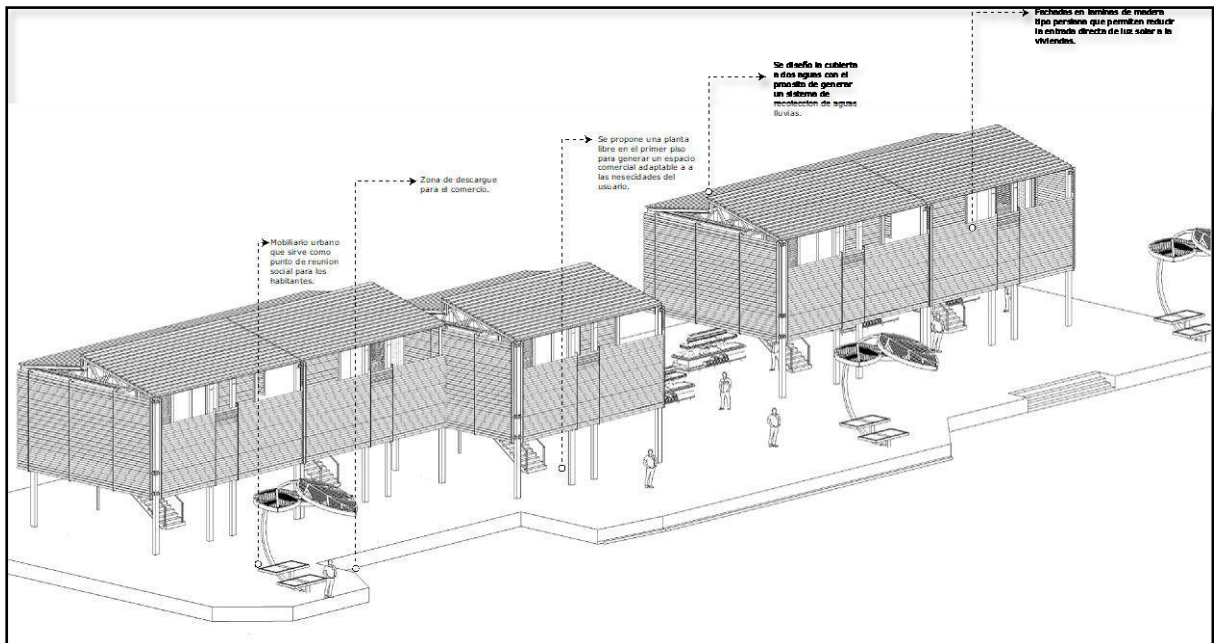 Fachadas en laminas de madera
tipo persiana que permiten reducir
la entrada directa de luz solar a la
viviendas.
Se diseño la cubierta
a dos aguas con el
proosito de generar
un sistema de
recoleccion de aguas
lluvias.
Se propone una planta
libre en el primer piso
para generar un espacio
comercial adaptable a a
las nesecidades del
usuario.
Zona de descargue
para el comercio.
Mobiliario urbano
que sirve como
punto de reunion
social para los
habitantes.